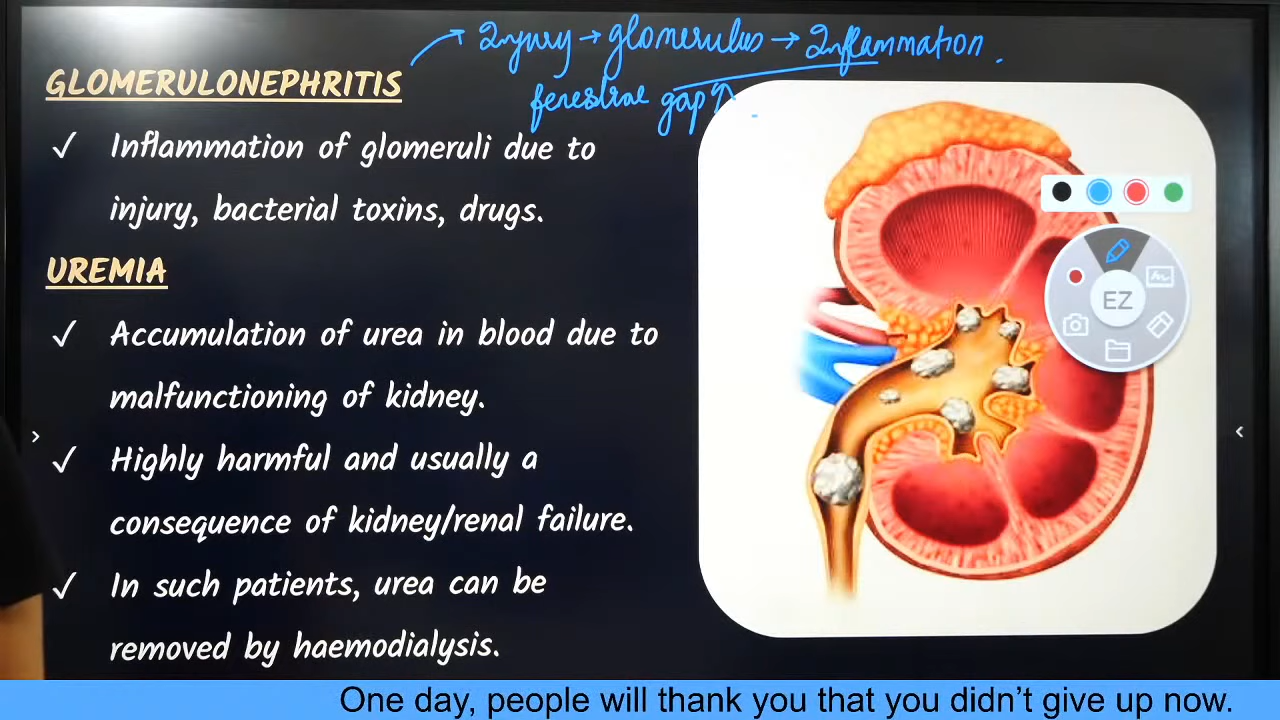 → Injury → glomerulus → Inflammation.
GLOMERULONEPHRITIS
fenestrae gap ↑
✓ Inflammation of glomeruli due to
injury, bacterial toxins, drugs.
UREMIA
✓ Accumulation of urea in blood due to
malfunctioning of kidney.
✓ Highly harmful and usually a
consequence of kidney/renal failure.
✓ In such patients, urea can be
removed by haemodialysis.
EZ
One day, people will thank you that you didn't give up now.